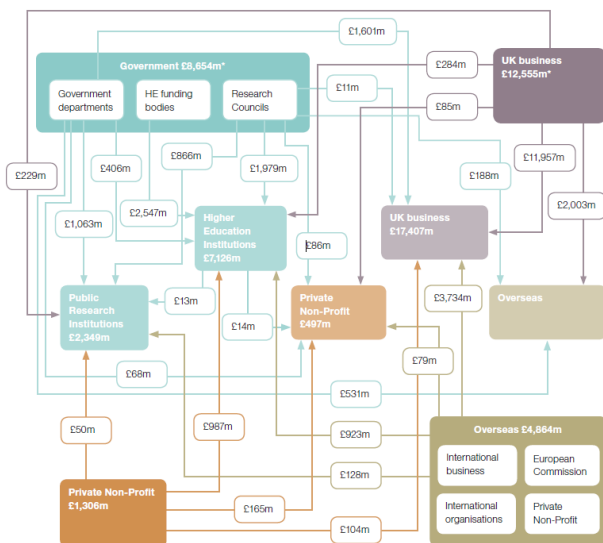 £1,601m
Government £8,654m*
UK business
£12,555m*
£284m
£11m
Government
departments
HE funding
bodies
Research
Councils
£85m
£229m
£406m
£866m
£1,979m
£11,957m
£188m
£2,547m
£2,003m
£1,063m
Higher
Education
Institutions
£7,126m
UK business
£17,407m
£86m
Public
Research
Institutions
£2,349m
£13m
£14m
Private
Non-Profit
£497m
£3,734m
Overseas
£68m
£79m
£531m
£50m
£987m
£923m
Overseas £4,864m
£128m
International
business
European
Commission
Private Non-Profit
£1,306m
£165m
International
organisations
Private
Non-Profit
£104m